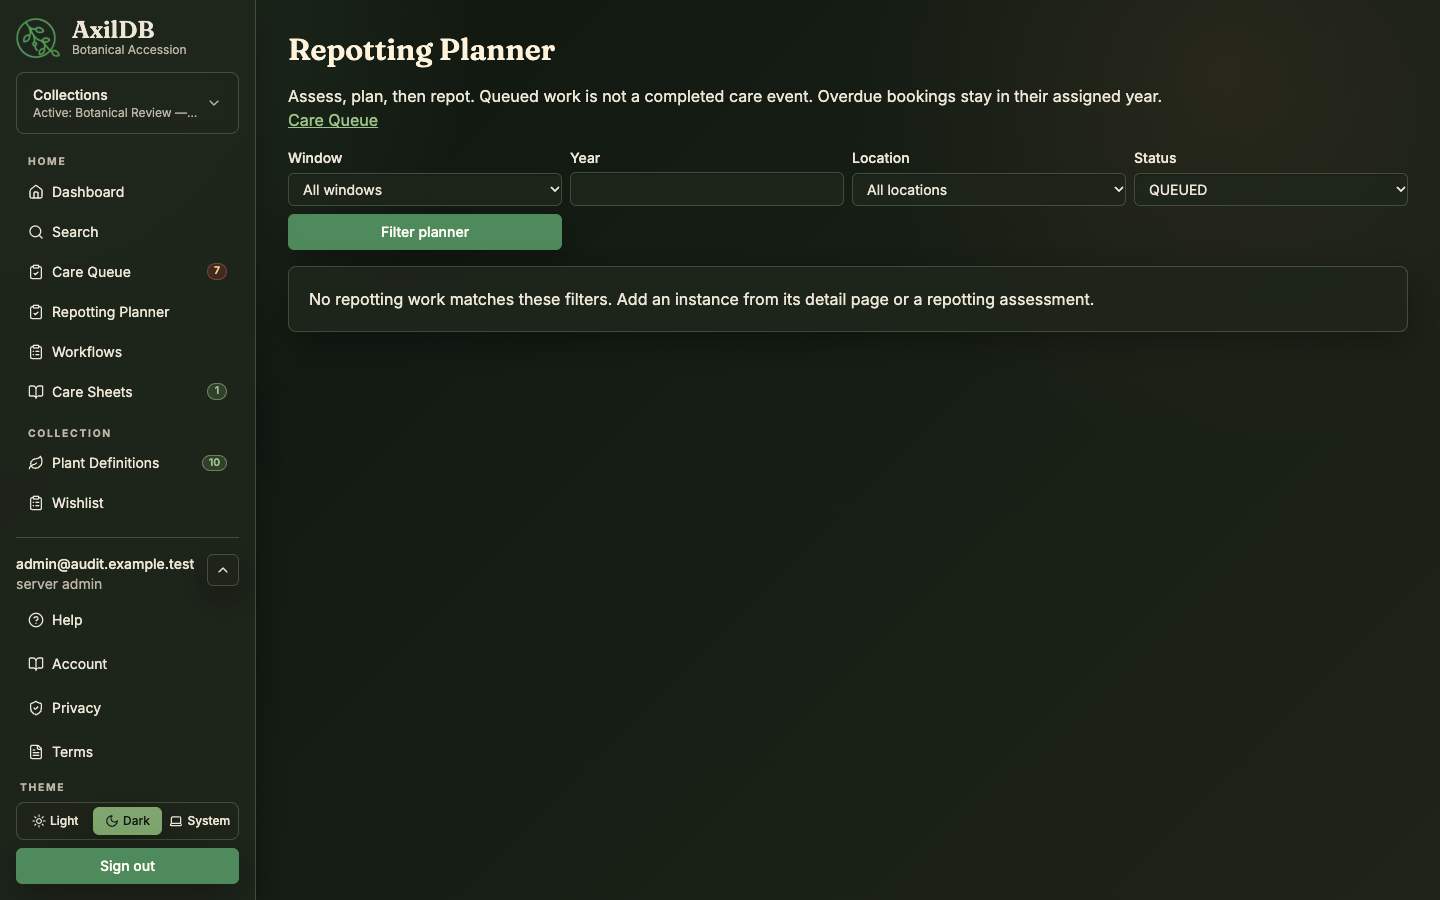 AxilDB
Botanical Accession
Collections
Active: Botanical Review —...
HOME
Dashboard
Search
Care Queue 7
Repotting Planner
Workflows
Care Sheets 1
COLLECTION
Plant Definitions 10
Wishlist
admin@audit.example.test
server admin
Help
Account
Privacy
Terms
THEME
Light Dark System
Sign out
Repotting Planner
Assess, plan, then repot. Queued work is not a completed care event. Overdue bookings stay in their assigned year.
Care Queue
Window Year Location Status
All windows All locations QUEUED
Filter planner
No repotting work matches these filters. Add an instance from its detail page or a repotting assessment.